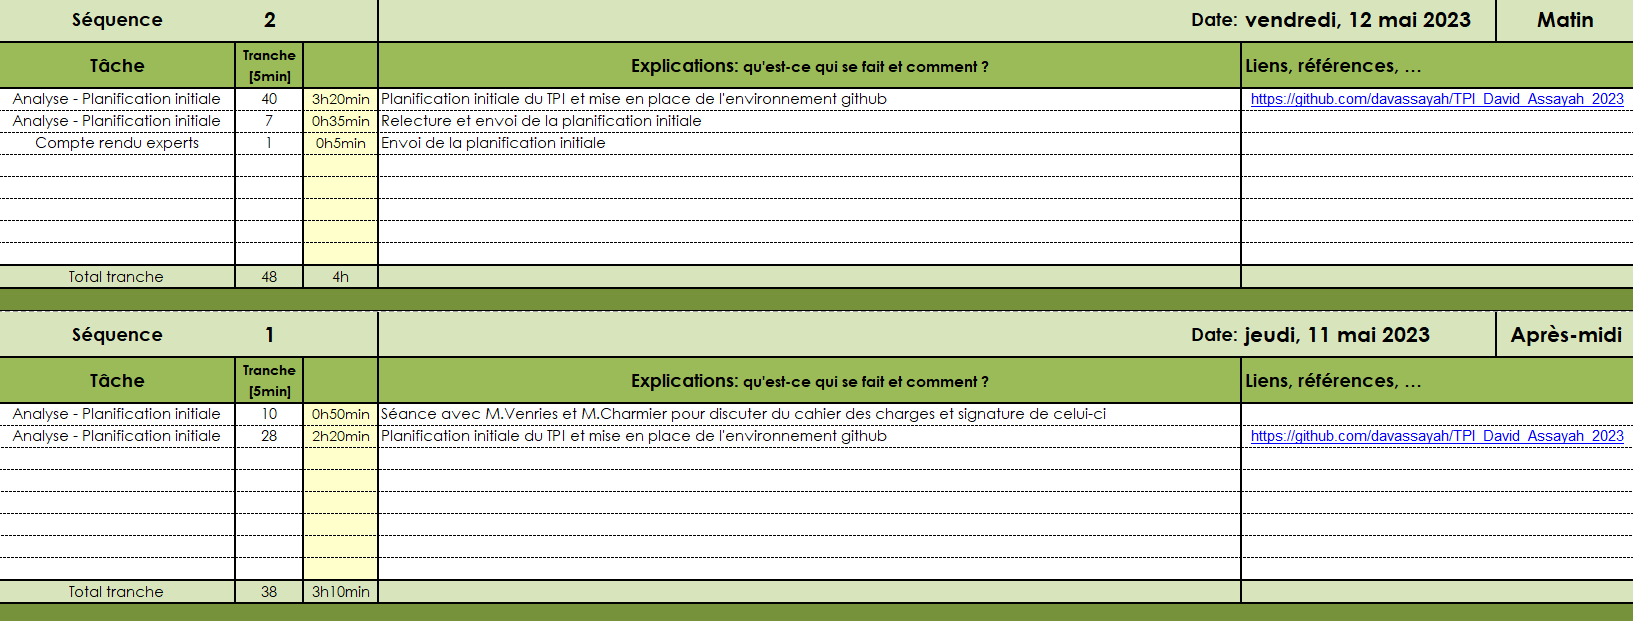 Séquence 2 Date: vendredi, 12 mai 2023 Matin
Tâche Tranche [5min] Explications: qu'est-ce qui se fait et comment ? Liens, références, …
Analyse - Planification initiale 40 3h20min Planification initiale du TPI et mise en place de l'environnement github https://github.com/davassayah/TPI_David_Assayah_2023
Analyse - Planification initiale 7 0h35min Relecture et envoi de la planification initiale
Compte rendu experts 1 0h5min Envoi de la planification initiale
Total tranche 48 4h
Séquence 1 Date: jeudi, 11 mai 2023 Après-midi
Tâche Tranche [5min] Explications: qu'est-ce qui se fait et comment ? Liens, références, …
Analyse - Planification initiale 10 0h50min Séance avec M.Venries et M.Charmier pour discuter du cahier des charges et signature de celui-ci
Analyse - Planification initiale 28 2h20min Planification initiale du TPI et mise en place de l'environnement github https://github.com/davassayah/TPI_David_Assayah_2023
Total tranche 38 3h10min